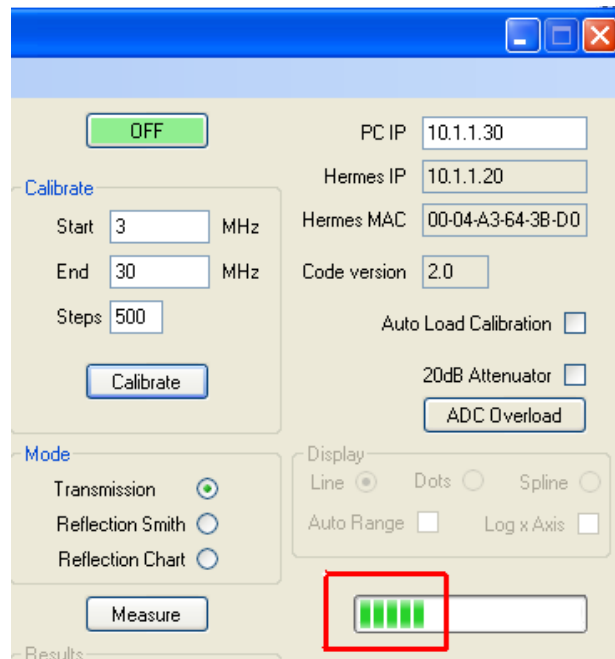 OFF
PC IP 10.1.1.30
Hermes IP 10.1.1.20
Calibrate
Start 3 MHz
Hermes MAC 00-04-A3-64-3B-D0
End 30 MHz
Code version 2.0
Steps 500
Auto Load Calibration
Calibrate
20dB Attenuator
ADC Overload
Mode
Display
Transmission
Line Dots Spline
Reflection Smith
Auto Range Log x Axis
Reflection Chart
Measure
Results